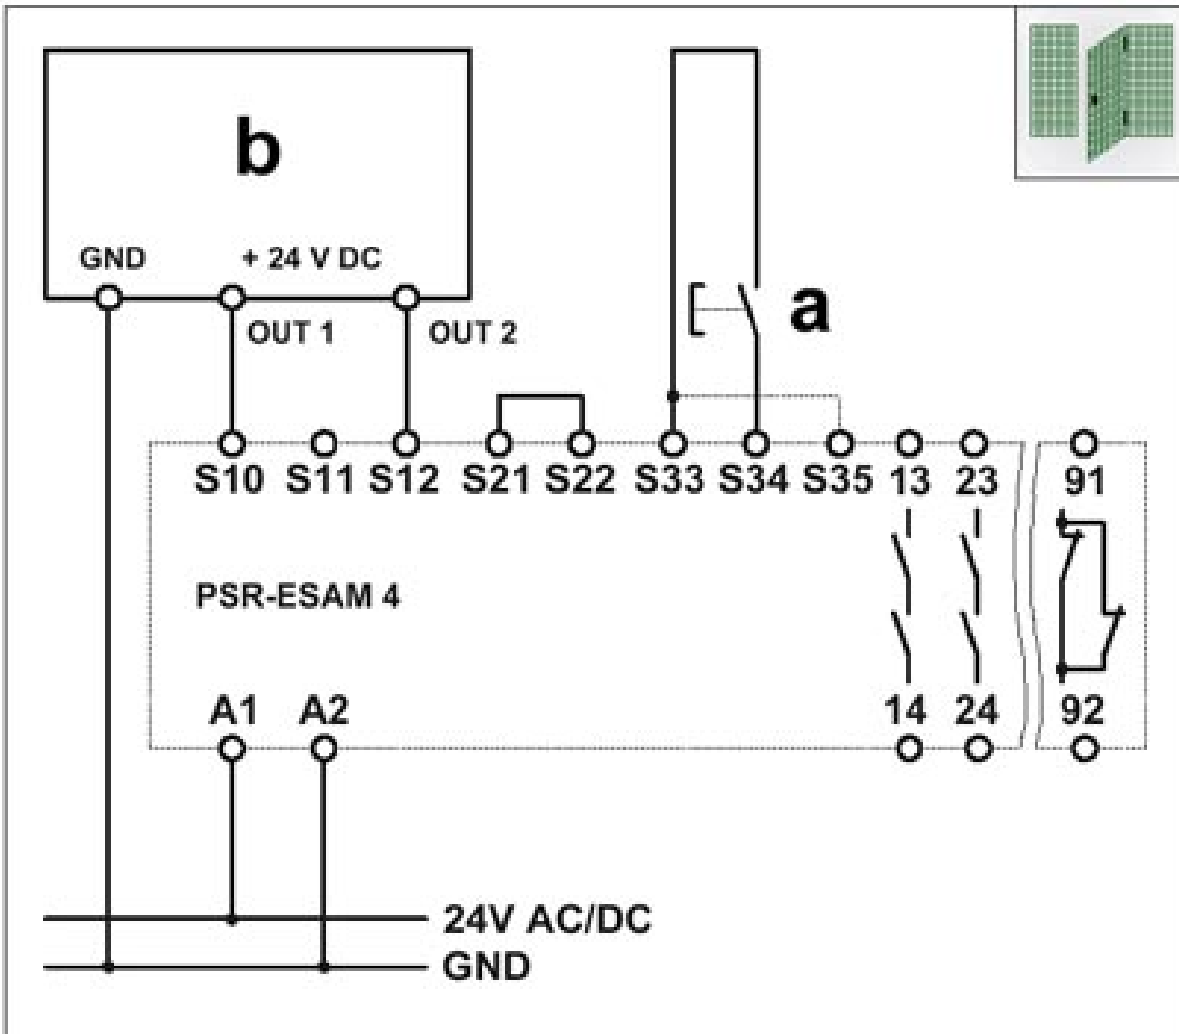 b
GND + 24 V DC
OUT 1 OUT 2
a
S10 S11 S12 S21 S22 S33 S34 S35 13 23 91
PSR-ESAM 4
A1 A2 14 24 92
24V AC/DC
GND